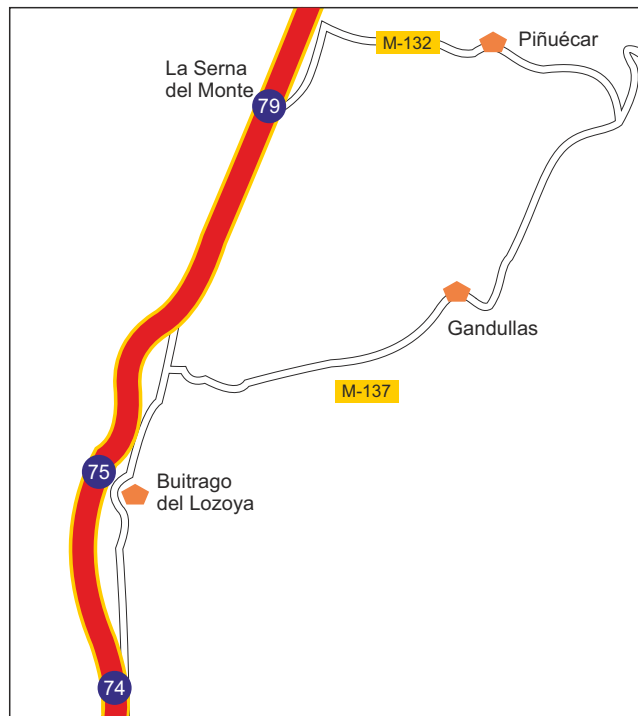 M-132
Piñuécar
La Serna
del Monte
79
Gandullas
M-137
75
Buitrago
del Lozoya
74